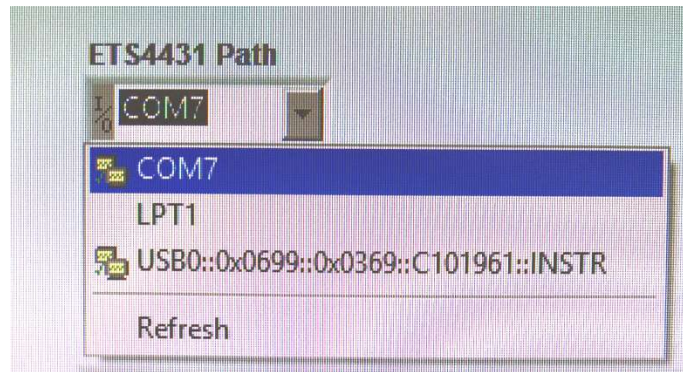 ETS4431 Path
I/O COM7
COM7
LPT1
USB0::0x0699::0x0369::C101961::INSTR
Refresh